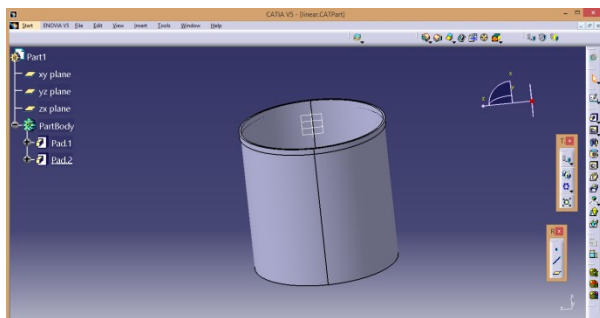 CATIA V5 - [linear.CATPart]
Start ENOVIA V5 File Edit View Insert Tools Window Help
Part1
xy plane
yz plane
zx plane
PartBody
Pad.1
Pad.2